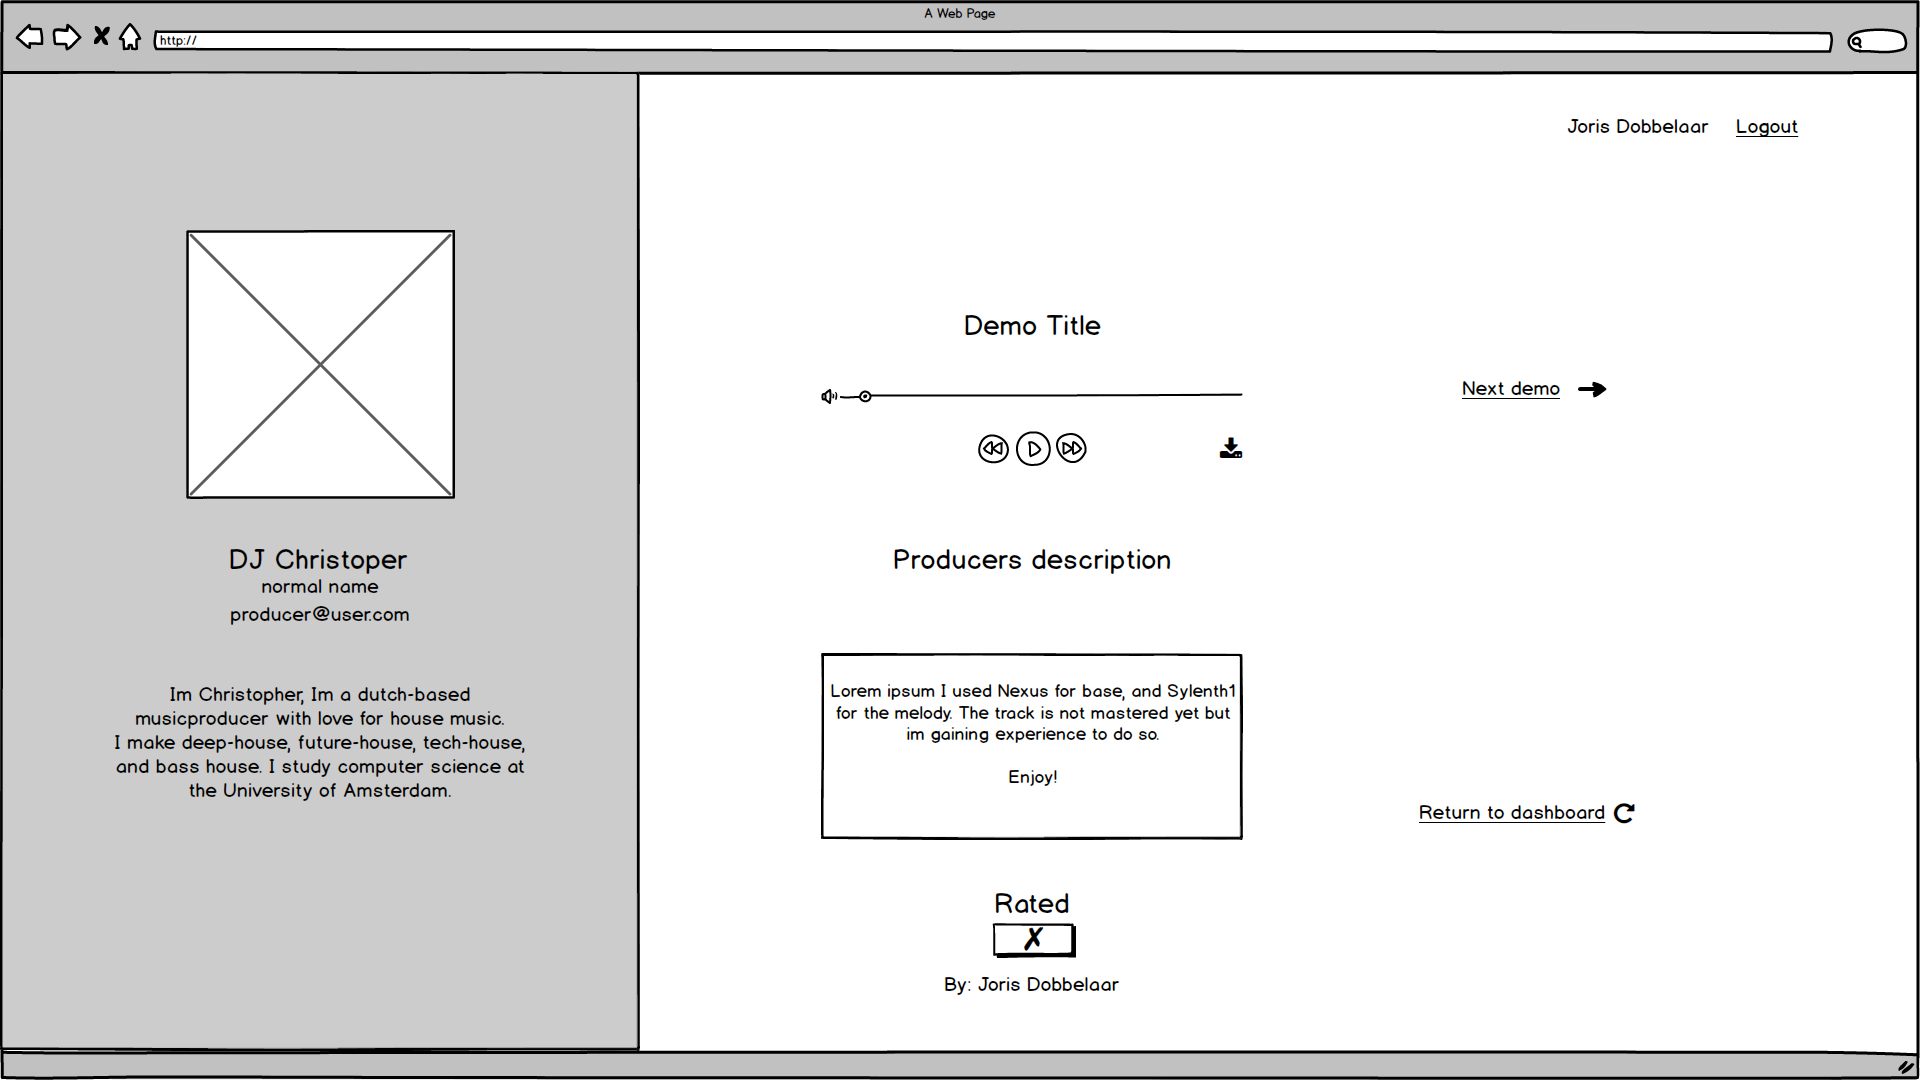 A Web Page
http://
Joris Dobbelaar Logout
DJ Christoper
normal name
producer@user.com
Im Christopher, Im a dutch-based
musicproducer with love for house music.
I make deep-house, future-house, tech-house,
and bass house. I study computer science at
the University of Amsterdam.
Demo Title
Next demo
Producers description
Lorem ipsum I used Nexus for base, and Sylenth1
for the melody. The track is not mastered yet but
im gaining experience to do so.
Enjoy!
Return to dashboard
Rated
By: Joris Dobbelaar